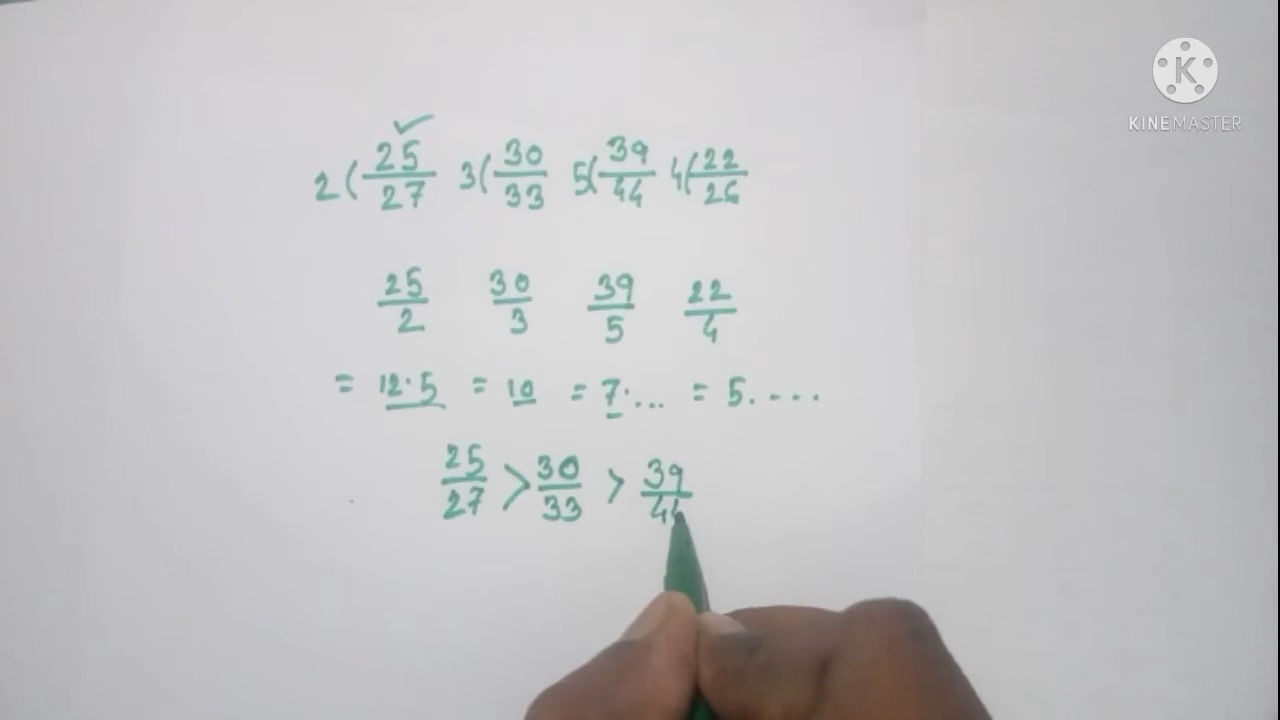 K
KINEMASTER
2 ( 25/27 3 ( 30/33 5 ( 39/44 4 ( 22/26
25/2 30/3 39/5 22/4
= 12.5 = 10 = 7.... = 5.....
25/27 > 30/33 > 39/44